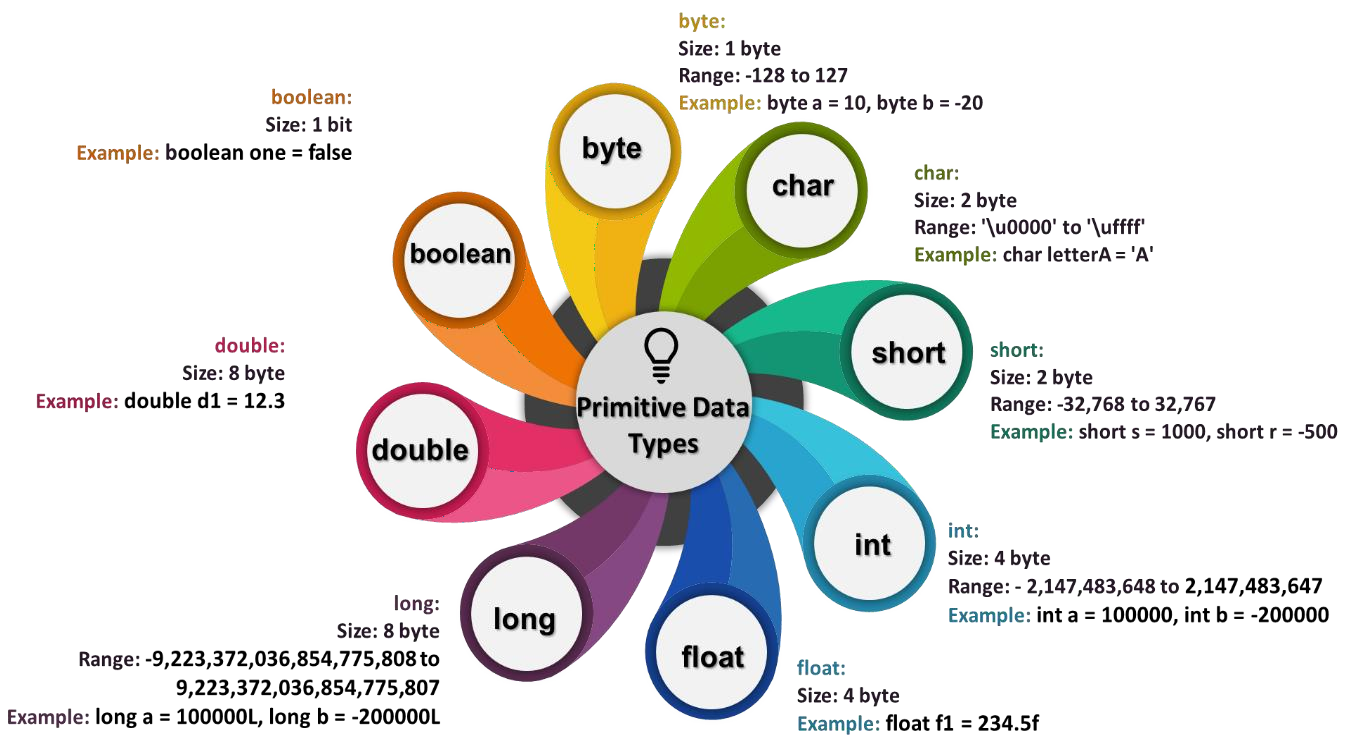 byte:
Size: 1 byte
Range: -128 to 127
Example: byte a = 10, byte b = -20
boolean:
Size: 1 bit
Example: boolean one = false
byte
char
char:
Size: 2 byte
Range: '\u0000' to '\uffff'
Example: char letterA = 'A'
boolean
short
short:
Size: 2 byte
Range: -32,768 to 32,767
Example: short s = 1000, short r = -500
double:
Size: 8 byte
Example: double d1 = 12.3
Primitive Data
Types
double
int
int:
Size: 4 byte
Range: - 2,147,483,648 to 2,147,483,647
Example: int a = 100000, int b = -200000
long:
Size: 8 byte
Range: -9,223,372,036,854,775,808 to
9,223,372,036,854,775,807
Example: long a = 100000L, long b = -200000L
long
float
float:
Size: 4 byte
Example: float f1 = 234.5f